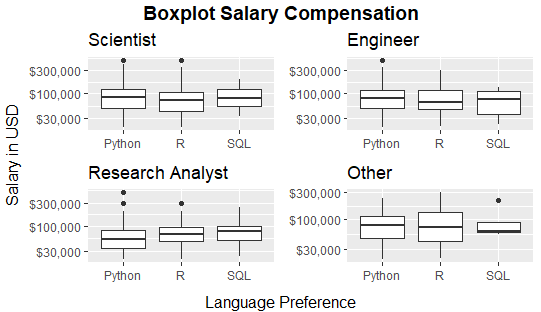 Boxplot Salary Compensation
Scientist
$300,000
$100,000
$30,000
Python R SQL
Engineer
$300,000
$100,000
$30,000
Python R SQL
Research Analyst
$300,000
$100,000
$30,000
Python R SQL
Other
$300,000
$100,000
$30,000
Python R SQL
Salary in USD
Language Preference